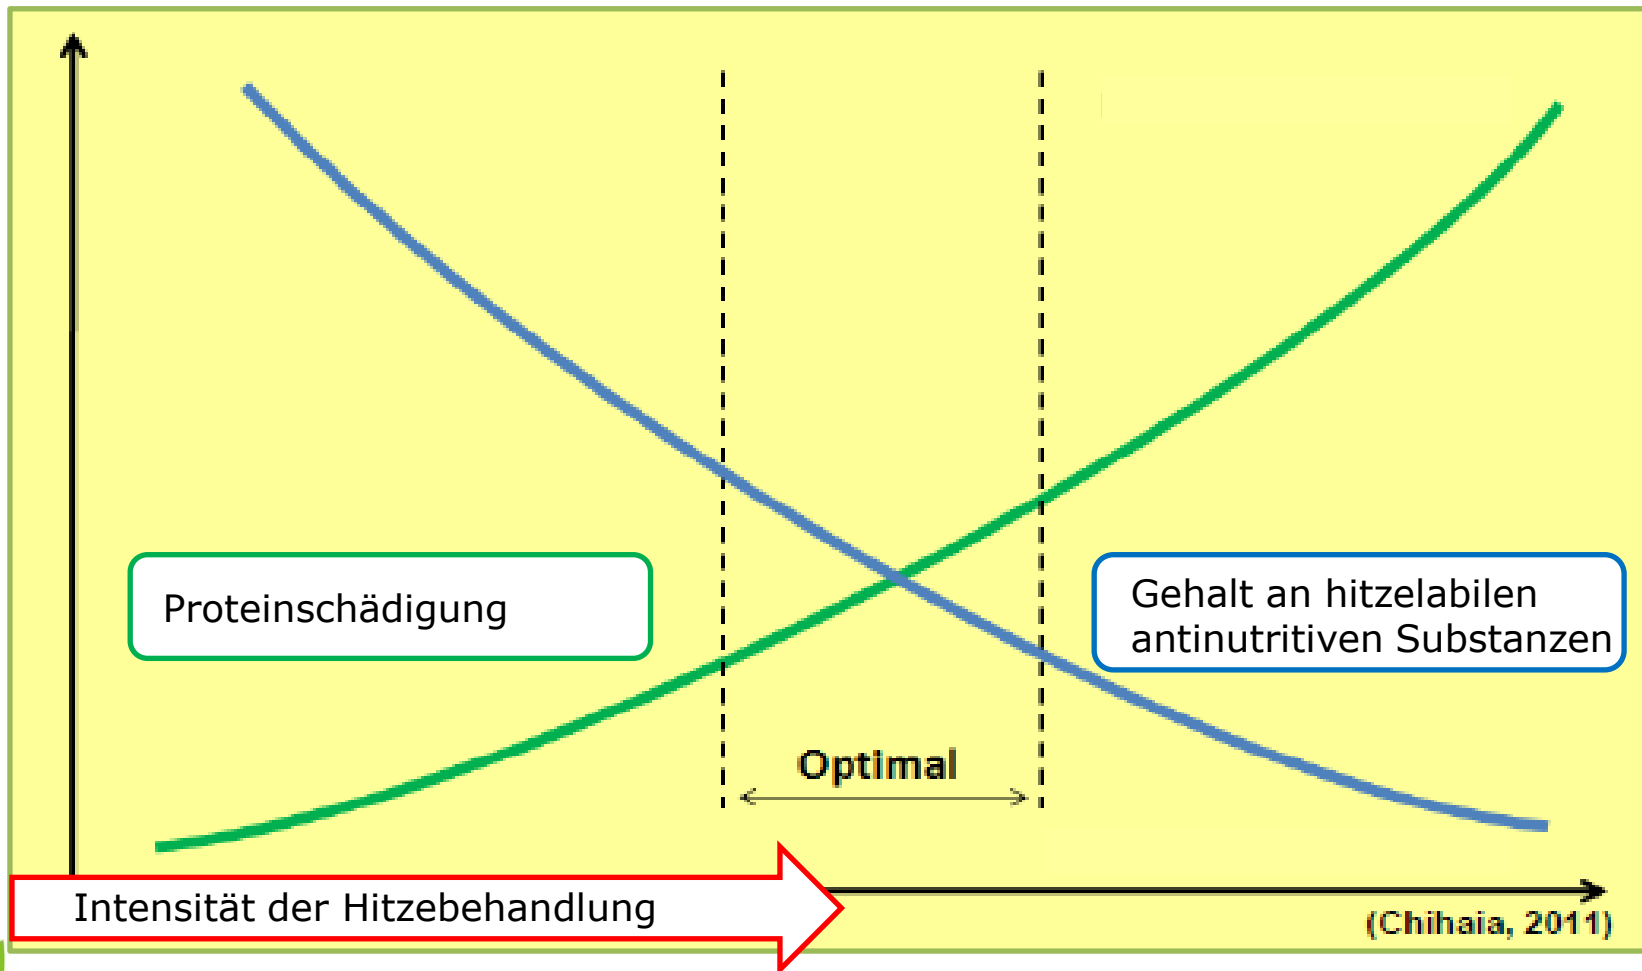 Proteinschädigung
Gehalt an hitzelabilen
antinutritiven Substanzen
Optimal
Intensität der Hitzebehandlung
(Chihaia, 2011)